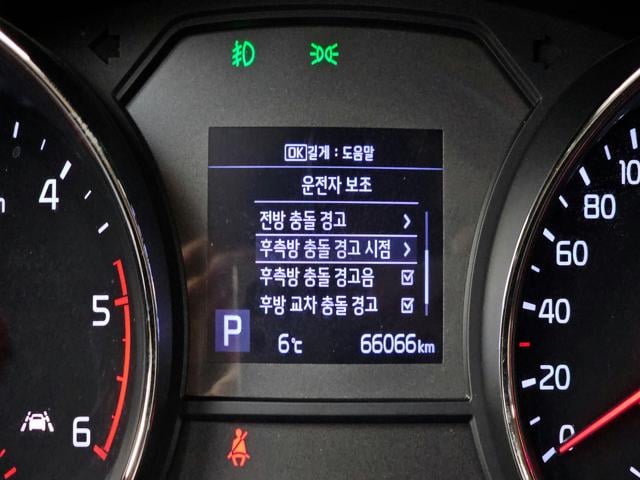 OK길게 : 도움말
운전자 보조
전방 충돌 경고
후측방 충돌 경고 시점
후측방 충돌 경고음
후방 교차 충돌 경고
P 6℃ 66066km
4
5
6
100
80
60
40
20
0